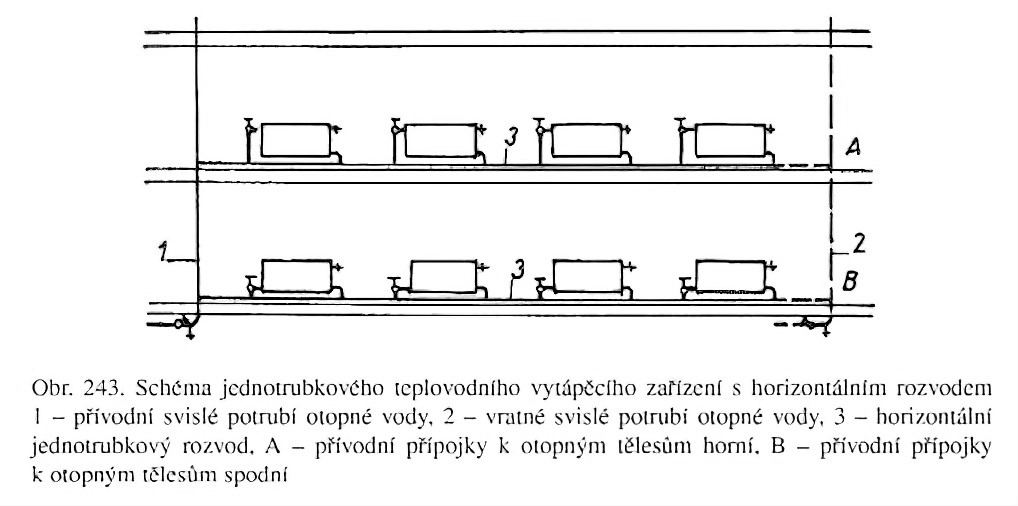 3
A
1
2
3
B
Obr. 243. Schéma jednotrubkového teplovodního vytápěcího zařízení s horizontálním rozvodem
1 – přívodní svislé potrubí otopné vody, 2 – vratné svislé potrubí otopné vody, 3 – horizontální
jednotrubkový rozvod, A – přívodní přípojky k otopným tělesům horní, B – přívodní přípojky
k otopným tělesům spodní